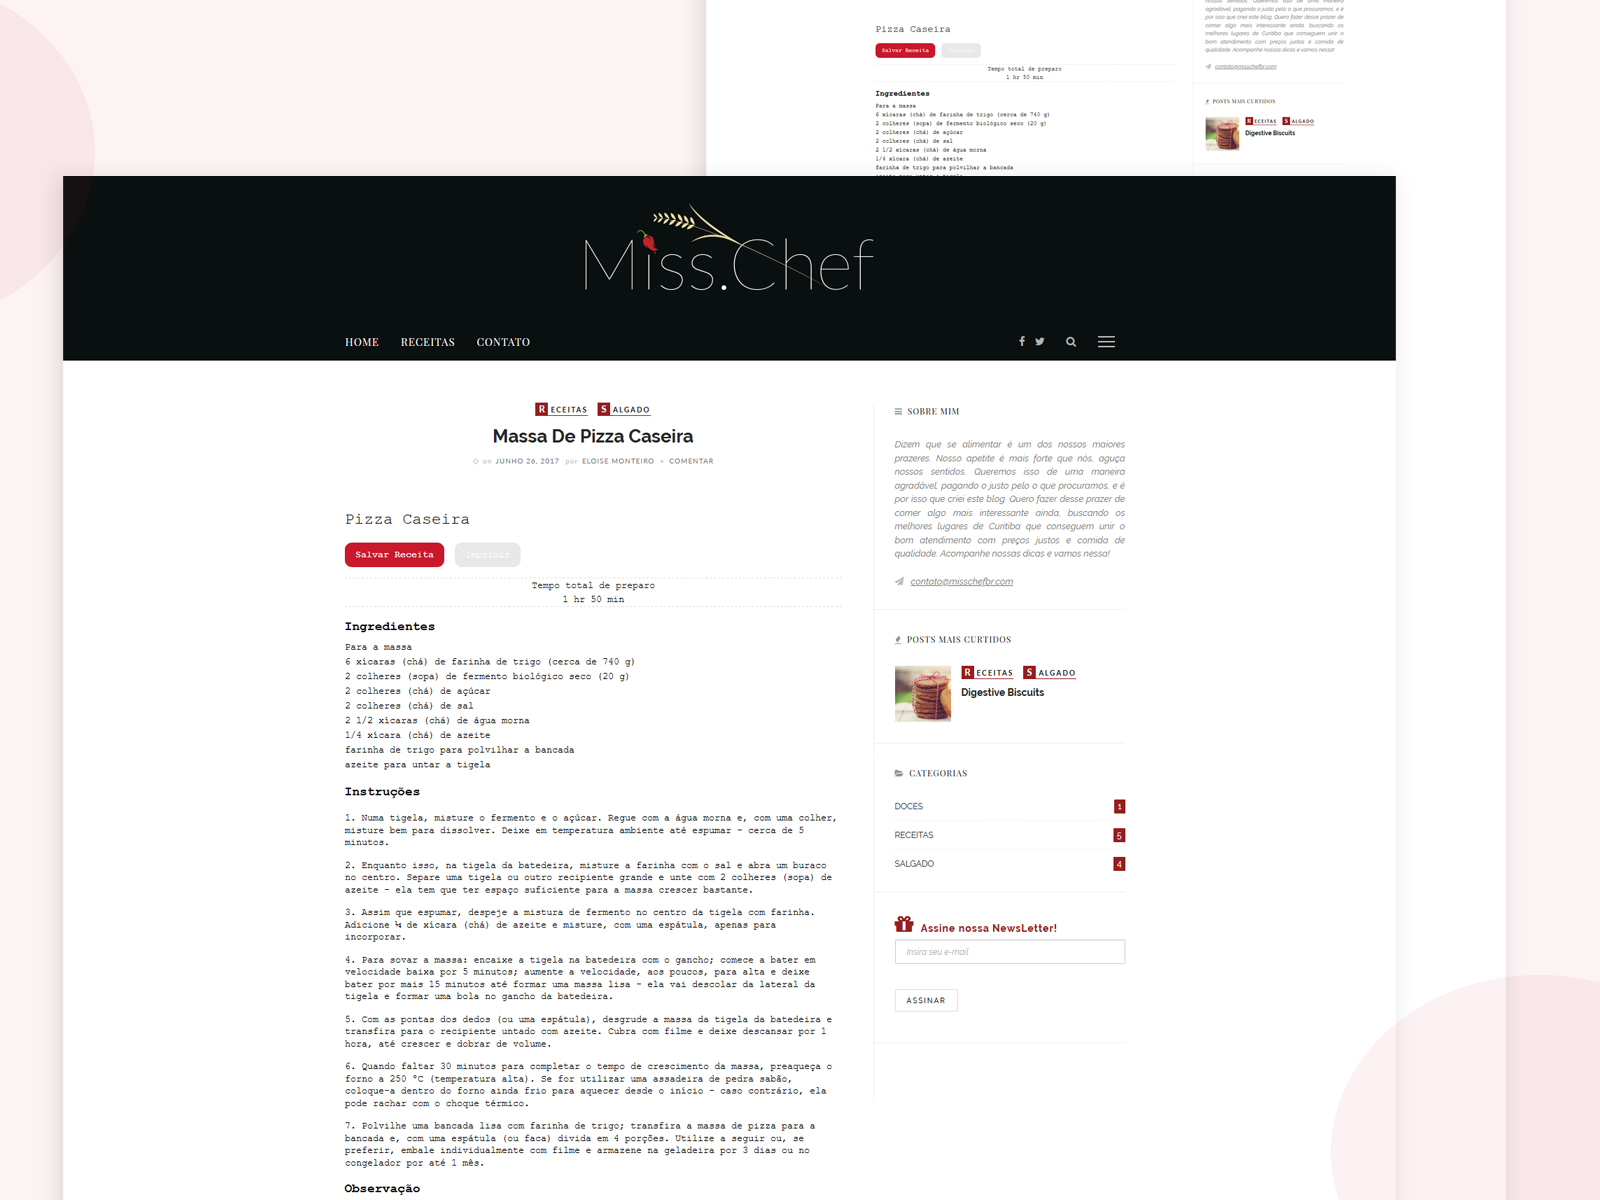 Pizza Caseira
Salvar Receita Imprimir
Tempo total de preparo
1 hr 50 min
Ingredientes
Para a massa
6 xícaras (chá) de farinha de trigo (cerca de 740 g)
2 colheres (sopa) de fermento biológico seco (20 g)
2 colheres (chá) de açúcar
2 colheres (chá) de sal
2 1/2 xícaras (chá) de água morna
1/4 xícara (chá) de azeite
farinha de trigo para polvilhar a bancada
nossos sentidos. Queremos isso de uma maneira
agradável, pagando o justo pelo o que procuramos, e é
por isso que criei este blog. Quero fazer desse prazer de
comer algo mais interessante ainda, buscando os
melhores lugares de Curitiba que conseguem unir o
bom atendimento com preços justos e comida de
qualidade. Acompanhe nossas dicas e vamos nessa!
contato@misschefbr.com
POSTS MAIS CURTIDOS
RECEITAS SALGADO
Digestive Biscuits
Miss.Chef
HOME RECEITAS CONTATO
RECEITAS SALGADO
Massa De Pizza Caseira
en JUNHO 26, 2017 por ELOISE MONTEIRO COMENTAR
Pizza Caseira
Salvar Receita Imprimir
Tempo total de preparo
1 hr 50 min
Ingredientes
Para a massa
6 xícaras (chá) de farinha de trigo (cerca de 740 g)
2 colheres (sopa) de fermento biológico seco (20 g)
2 colheres (chá) de açúcar
2 colheres (chá) de sal
2 1/2 xícaras (chá) de água morna
1/4 xícara (chá) de azeite
farinha de trigo para polvilhar a bancada
azeite para untar a tigela
Instruções
1. Numa tigela, misture o fermento e o açúcar. Regue com a água morna e, com uma colher,
misture bem para dissolver. Deixe em temperatura ambiente até espumar – cerca de 5
minutos.
2. Enquanto isso, na tigela da batedeira, misture a farinha com o sal e abra um buraco
no centro. Separe uma tigela ou outro recipiente grande e unte com 2 colheres (sopa) de
azeite – ela tem que ter espaço suficiente para a massa crescer bastante.
3. Assim que espumar, despeje a mistura de fermento no centro da tigela com farinha.
Adicione ¼ de xícara (chá) de azeite e misture, com uma espátula, apenas para
incorporar.
4. Para sovar a massa: encaixe a tigela na batedeira com o gancho; comece a bater em
velocidade baixa por 5 minutos; aumente a velocidade, aos poucos, para alta e deixe
bater por mais 15 minutos até formar uma massa lisa – ela vai descolar da lateral da
tigela e formar uma bola no gancho da batedeira.
5. Com as pontas dos dedos (ou uma espátula), desgrude a massa da tigela da batedeira e
transfira para o recipiente untado com azeite. Cubra com filme e deixe descansar por 1
hora, até crescer e dobrar de volume.
6. Quando faltar 30 minutos para completar o tempo de crescimento da massa, preaqueça o
forno a 250 °C (temperatura alta). Se for utilizar uma assadeira de pedra sabão,
coloque-a dentro do forno ainda frio para aquecer desde o início – caso contrário, ela
pode rachar com o choque térmico.
7. Polvilhe uma bancada lisa com farinha de trigo; transfira a massa de pizza para a
bancada e, com uma espátula (ou faca) divida em 4 porções. Utilize a seguir ou, se
preferir, embale individualmente com filme e armazene na geladeira por 3 dias ou no
congelador por até 1 mês.
Observação
SOBRE MIM
Dizem que se alimentar é um dos nossos maiores
prazeres. Nosso apetite é mais forte que nós, aguça
nossos sentidos. Queremos isso de uma maneira
agradável, pagando o justo pelo o que procuramos, e é
por isso que criei este blog. Quero fazer desse prazer de
comer algo mais interessante ainda, buscando os
melhores lugares de Curitiba que conseguem unir o
bom atendimento com preços justos e comida de
qualidade. Acompanhe nossas dicas e vamos nessa!
contato@misschefbr.com
POSTS MAIS CURTIDOS
RECEITAS SALGADO
Digestive Biscuits
CATEGORIAS
DOCES 1
RECEITAS 5
SALGADO 4
Assine nossa NewsLetter!
Insira seu e-mail
ASSINAR